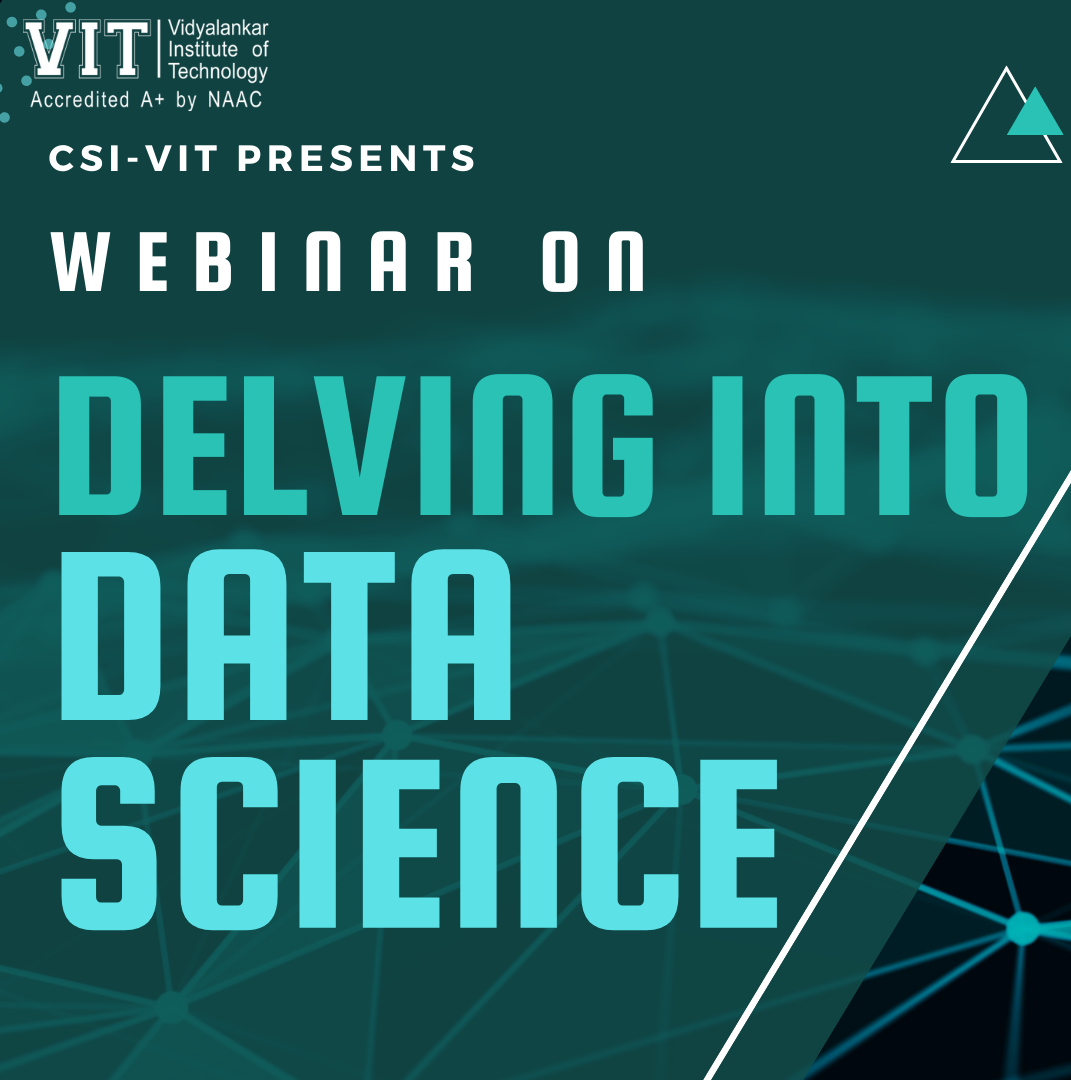 VIT
Vidyalankar
Institute of
Technology
Accredited A+ by NAAC
CSI-VIT PRESENTS
WEBINAR ON
DELVING INTO
DATA
SCIENCE